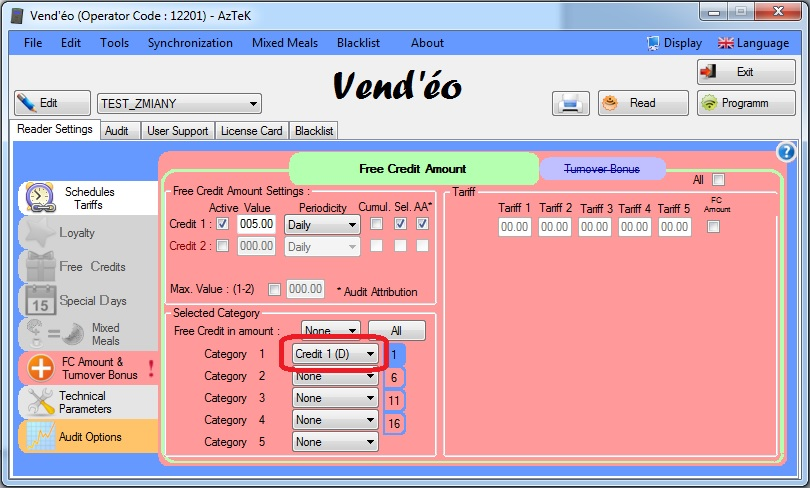 Vend'éo (Operator Code : 12201) - AzTeK
File Edit Tools Synchronization Mixed Meals Blacklist About Display Language
Vend'éo
Exit
Edit TEST_ZMIANY Read Programm
Reader Settings Audit User Support License Card Blacklist
?
Free Credit Amount Turnover Bonus
All
Schedules
Tariffs
Loyalty
Free Credits
15 Special Days
Mixed
Meals
FC Amount &
Turnover Bonus !
Technical
Parameters
Audit Options
Free Credit Amount Settings :
Active Value Periodicity Cumul. Sel. AA*
Credit 1 : 005.00 Daily
Credit 2 : 000.00 Daily
Max. Value : (1-2) 000.00 * Audit Attribution
Selected Category
Free Credit in amount : None All
Category 1 Credit 1 (D) 1
Category 2 None 6
Category 3 None 11
Category 4 None 16
Category 5 None
Tariff
Tariff 1 Tariff 2 Tariff 3 Tariff 4 Tariff 5 FC
Amount
00.00 00.00 00.00 00.00 00.00